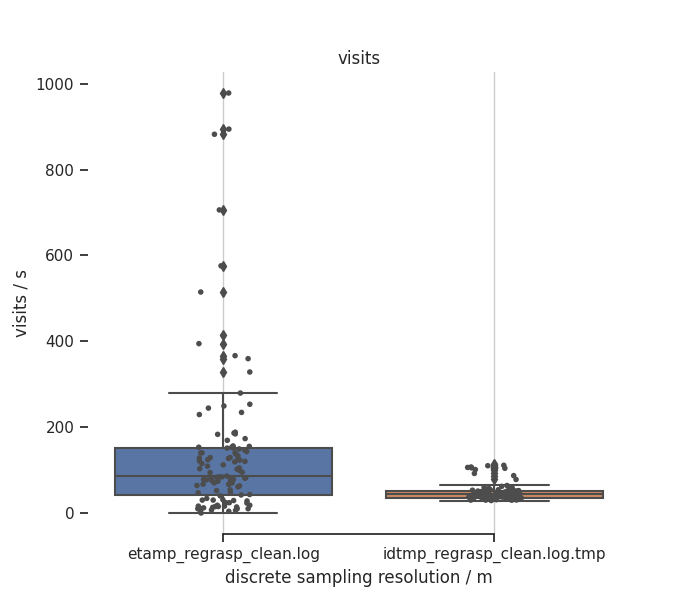 visits
1000
800
600
400
200
0
visits / s
etamp_regrasp_clean.log
idtmp_regrasp_clean.log.tmp
discrete sampling resolution / m